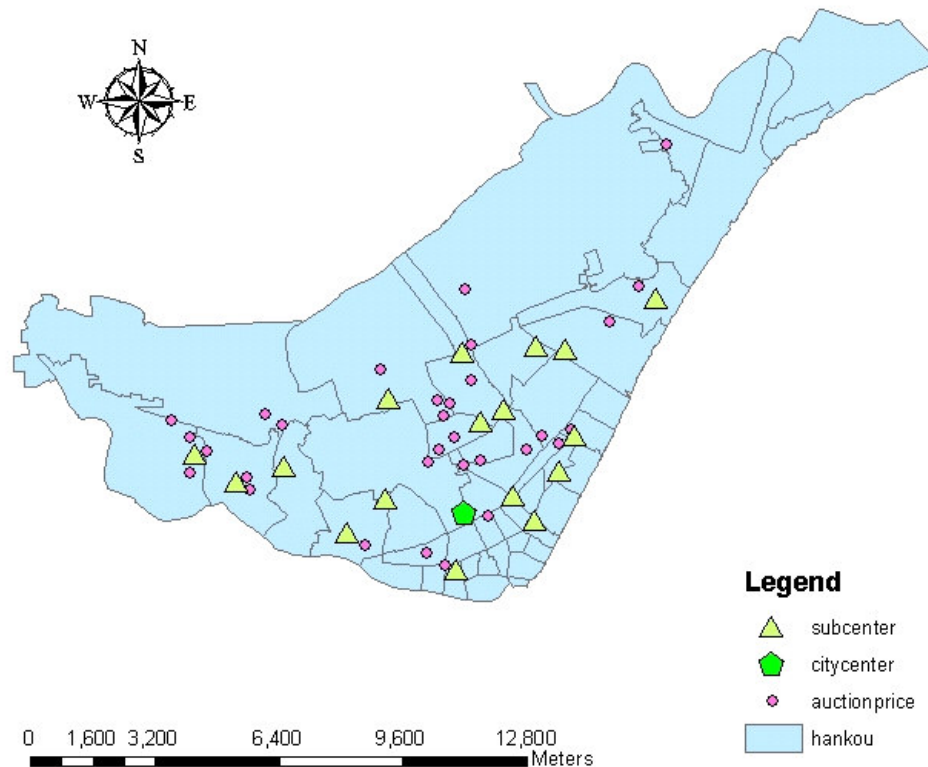 N
W E
S
Legend
subcenter
citycenter
auctionprice
hankou
0 1,600 3,200 6,400 9,600 12,800
Meters